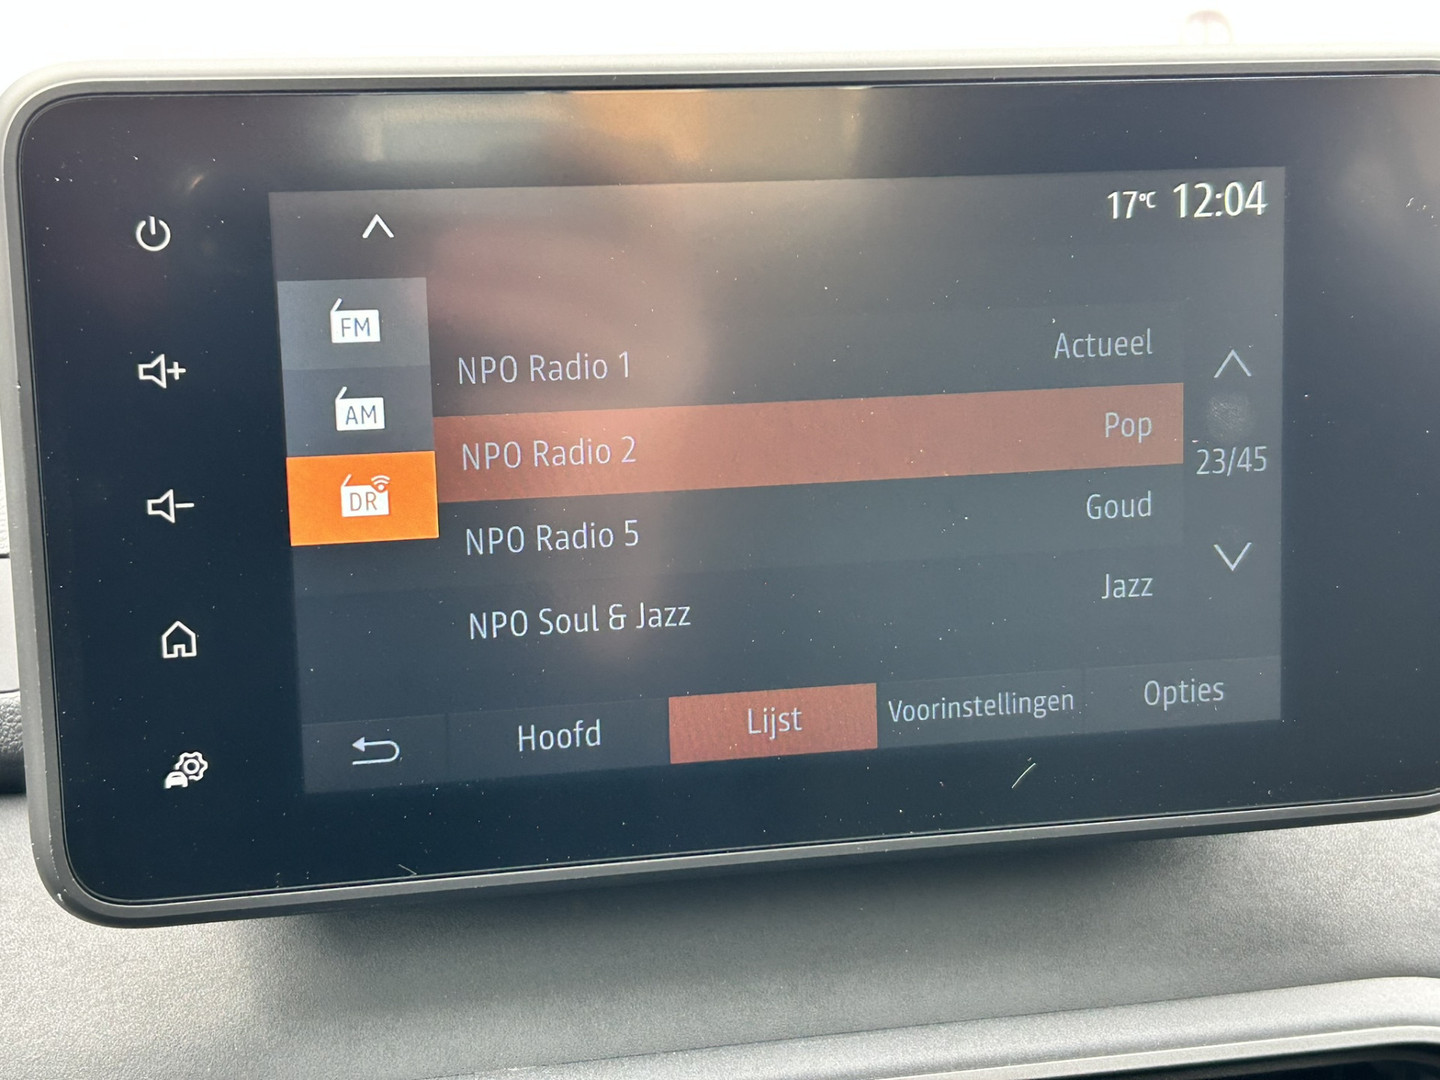 17°C 12:04
FM
AM
DR
NPO Radio 1 Actueel
NPO Radio 2 Pop
NPO Radio 5 Goud
NPO Soul & Jazz Jazz
23/45
Hoofd Lijst Voorinstellingen Opties